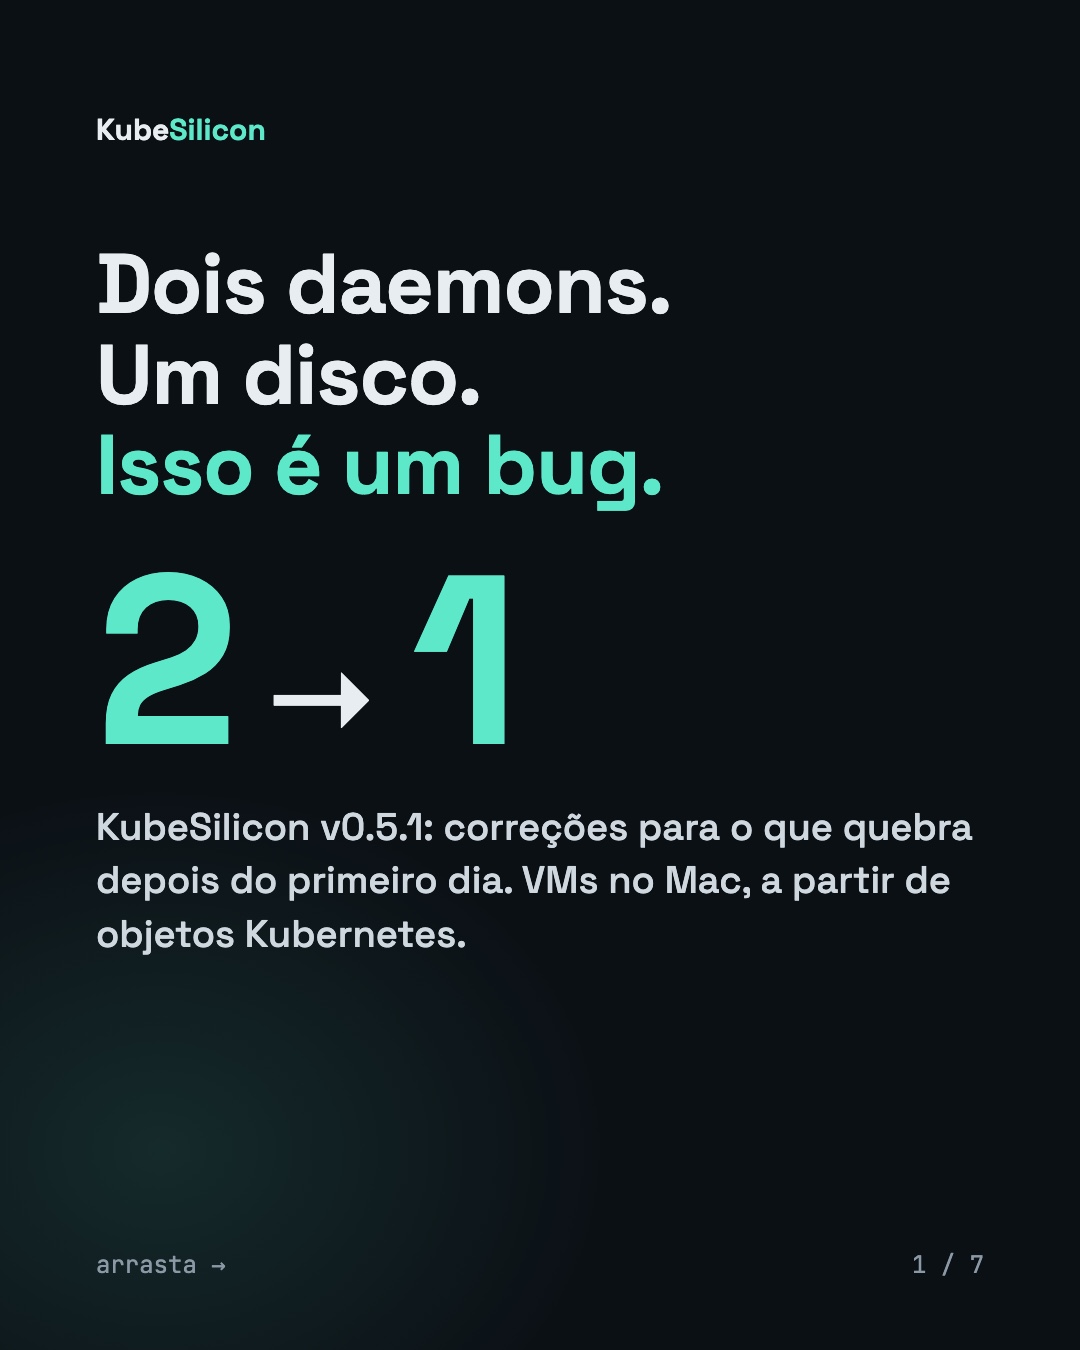 KubeSilicon
Dois daemons.
Um disco.
Isso é um bug.
2 → 1
KubeSilicon v0.5.1: correções para o que quebra
depois do primeiro dia. VMs no Mac, a partir de
objetos Kubernetes.
arrasta →
1 / 7